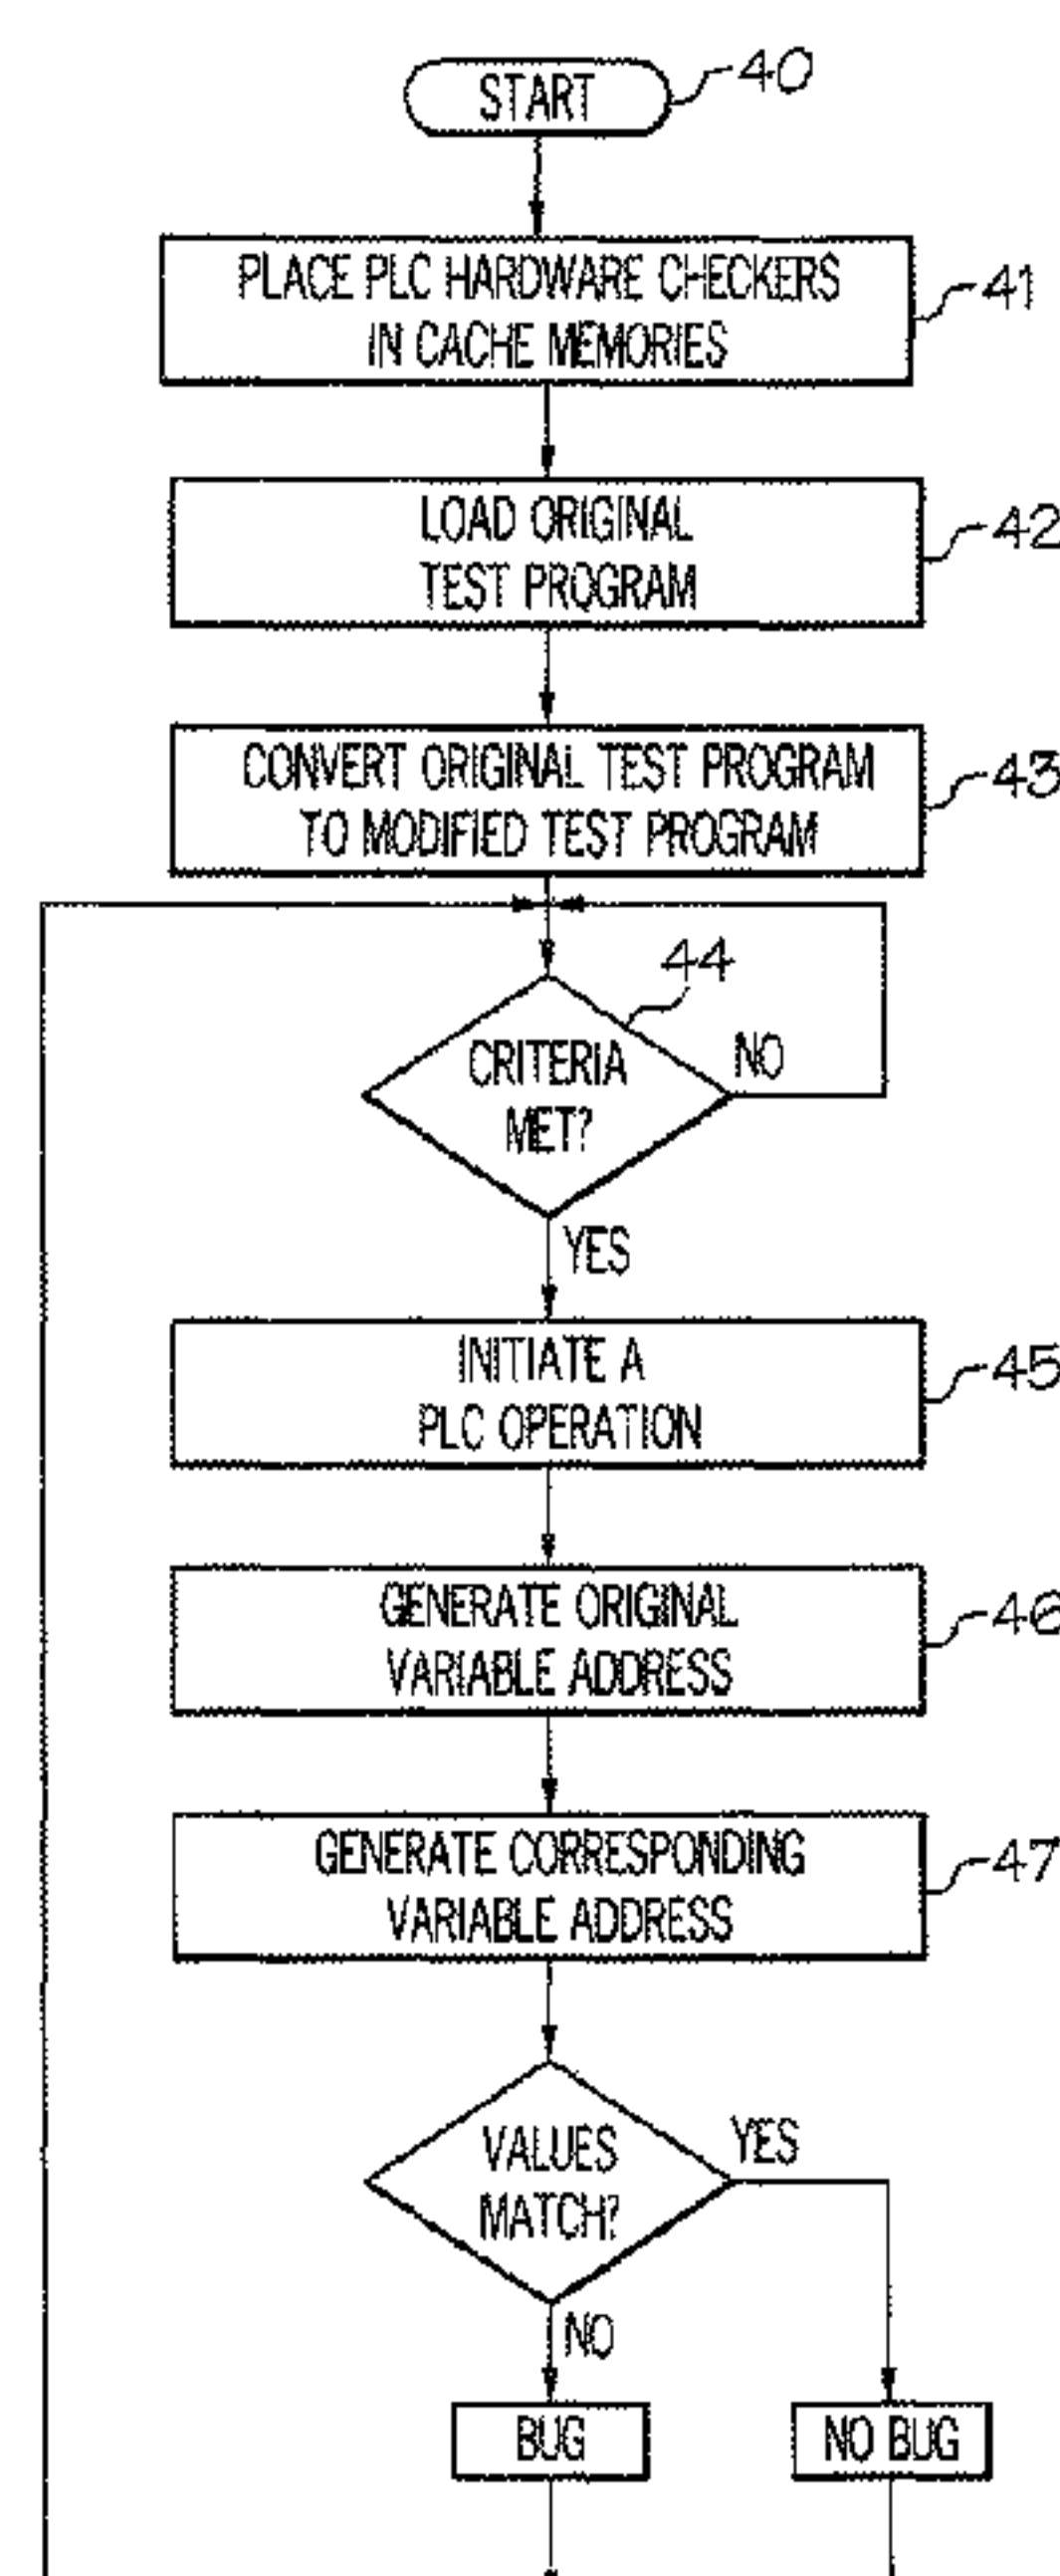 START
40
PLACE PLC HARDWARE CHECKERS
IN CACHE MEMORIES
41
LOAD ORIGINAL
TEST PROGRAM
42
CONVERT ORIGINAL TEST PROGRAM
TO MODIFIED TEST PROGRAM
43
44
CRITERIA
MET?
NO
YES
INITIATE A
PLC OPERATION
45
GENERATE ORIGINAL
VARIABLE ADDRESS
46
GENERATE CORRESPONDING
VARIABLE ADDRESS
47
VALUES
MATCH?
YES
NO
BUG
NO BUG